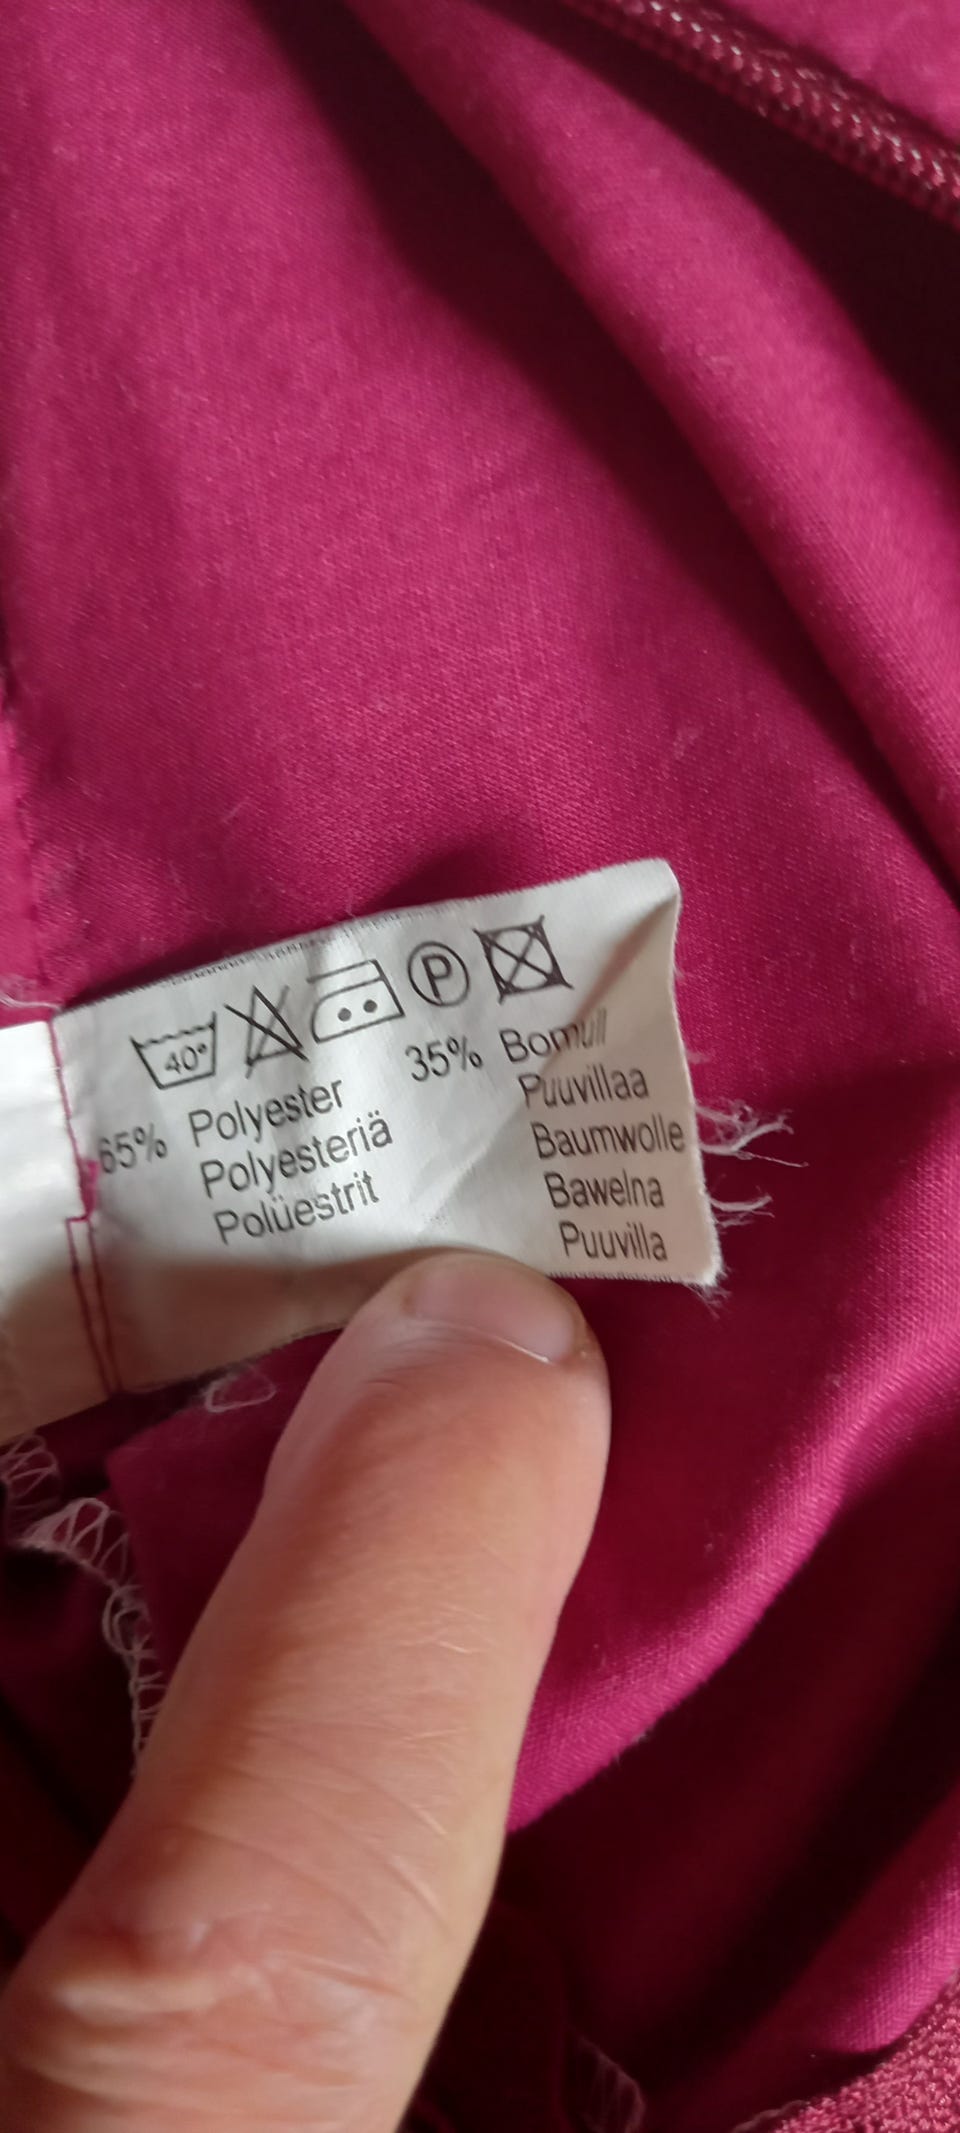 40°
P
65% Polyester
Polyesteriä
Polüestrit
35% Bomull
Puuvillaa
Baumwolle
Bawelna
Puuvilla